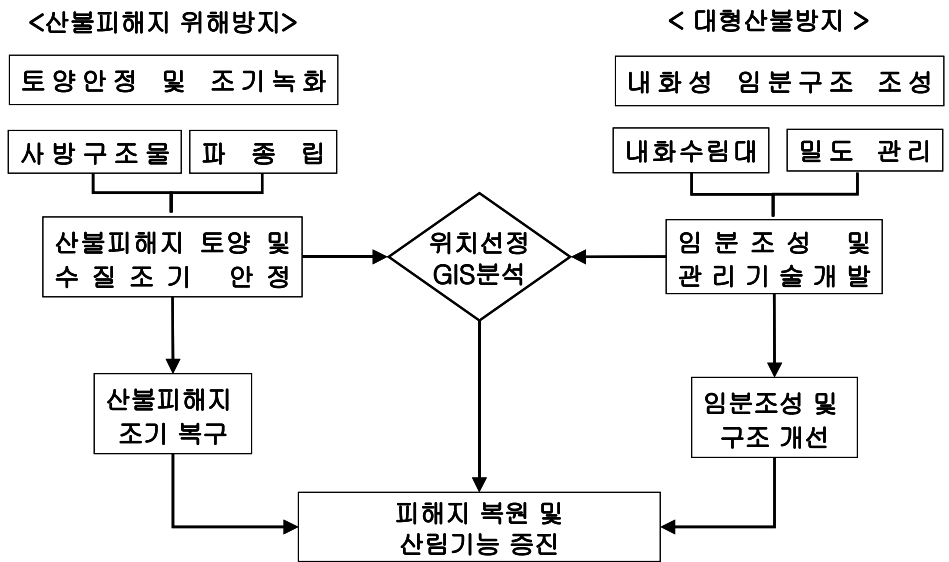 <산불피해지 위해방지>
< 대형산불방지 >
토양안정 및 조기녹화
내화성 임분구조 조성
사방구조물
파 종 립
내화수림대
밀도 관리
산불피해지 토양 및
수질조기 안정
위치선정
GIS분석
임분조성 및
관리기술개발
산불피해지
조기 복구
임분조성 및
구조 개선
피해지 복원 및
산림기능 증진